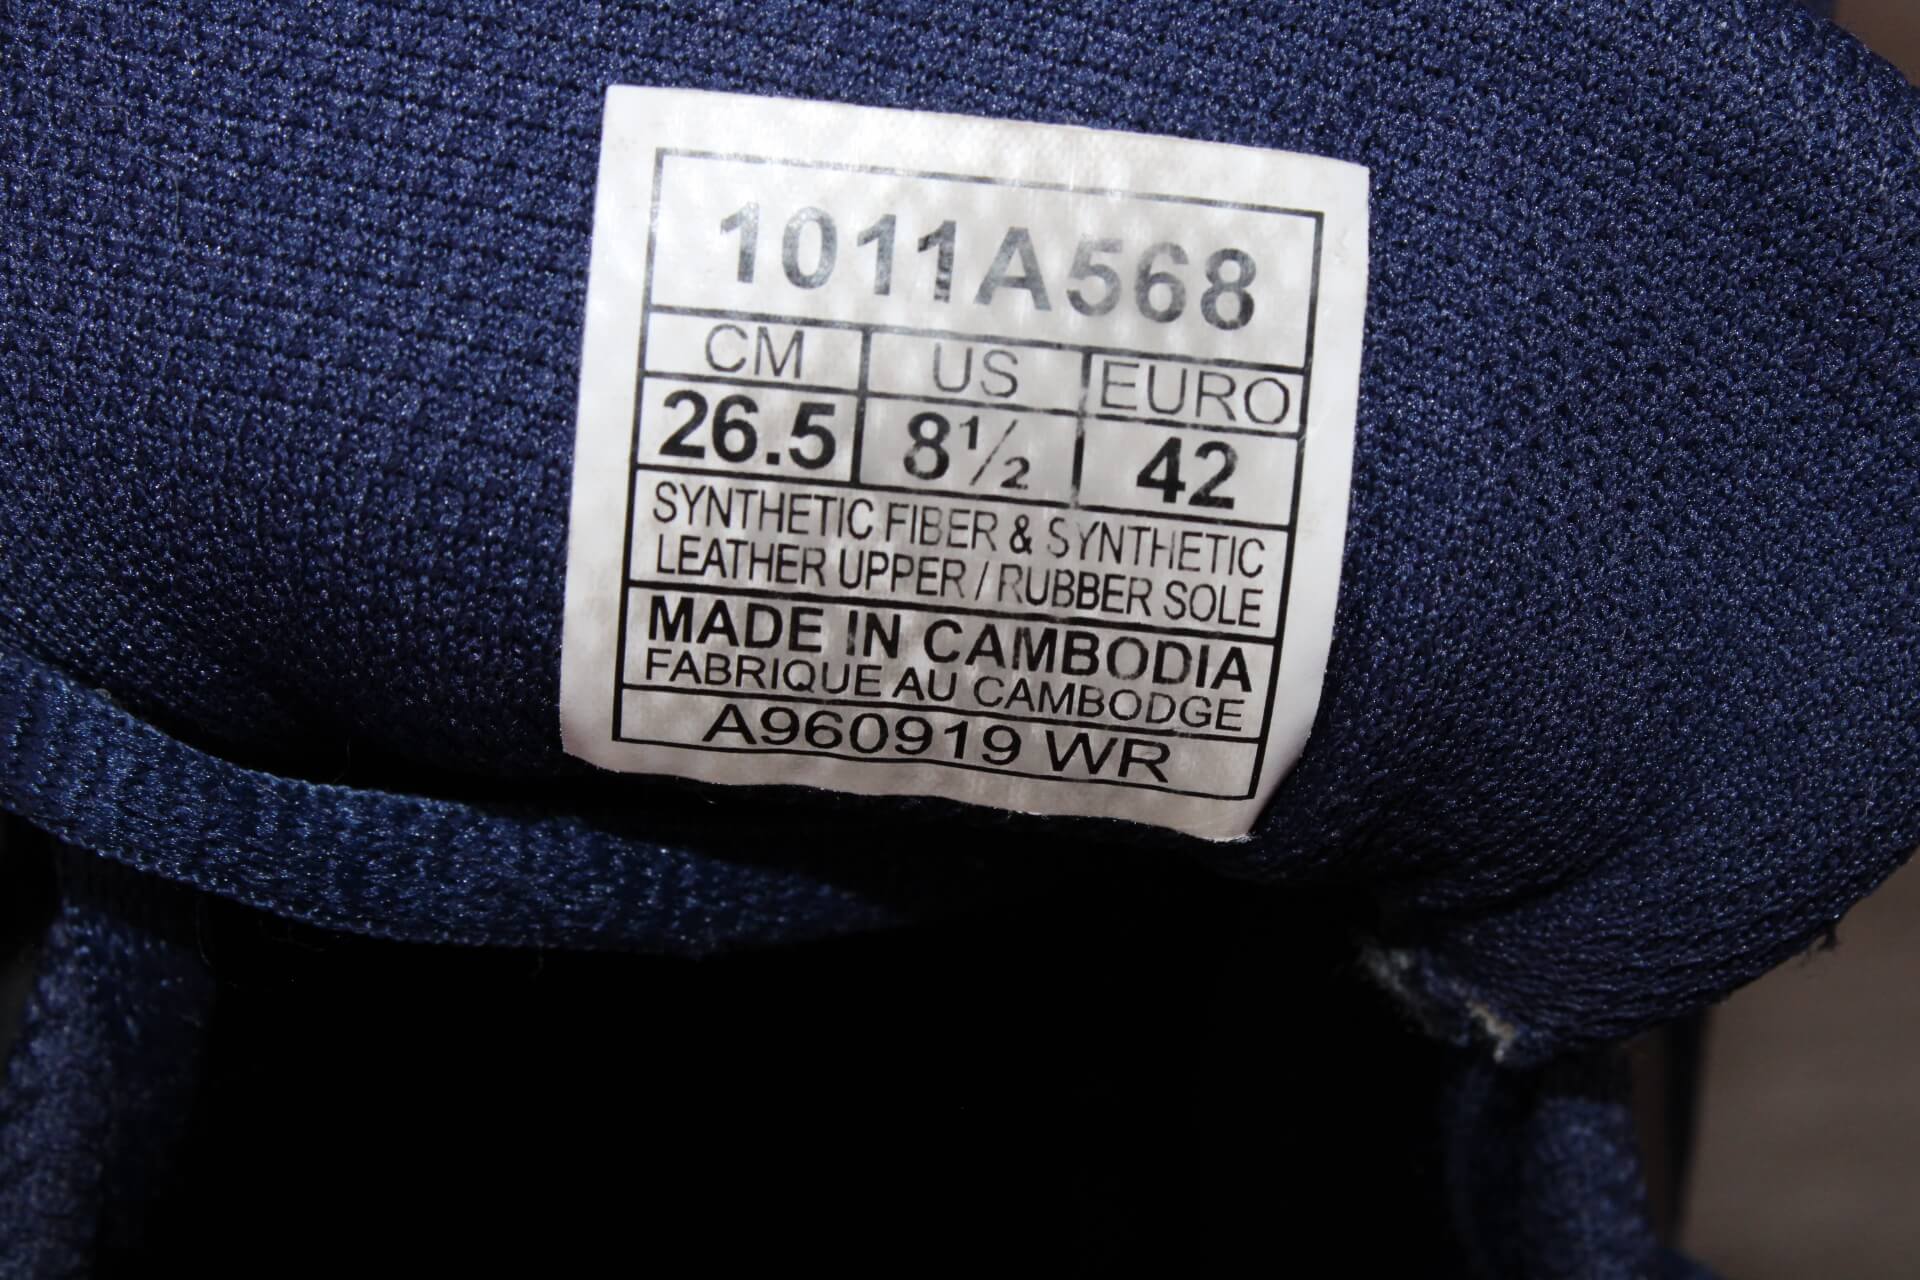 1011A568
CM US EURO
26.5 8½ 42
SYNTHETIC FIBER & SYNTHETIC
LEATHER UPPER / RUBBER SOLE
MADE IN CAMBODIA
FABRIQUE AU CAMBODGE
A960919 WR